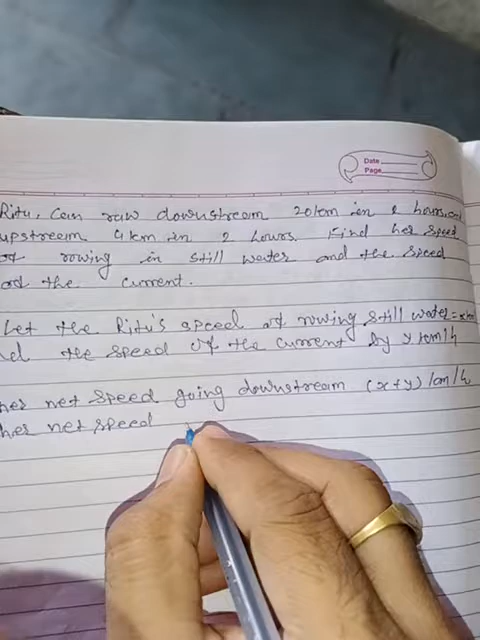 Date
Page
Ritu, Can raw downstream 20km in 2 hours, and
upstream 4km in 2 hours. Find her speed
of rowing in still water and the speed
of the current.
Let the Ritu's speed of rowing still water = x km
the speed of the current by y km/h
her net speed going downstream (x+y) km/h
her net speed